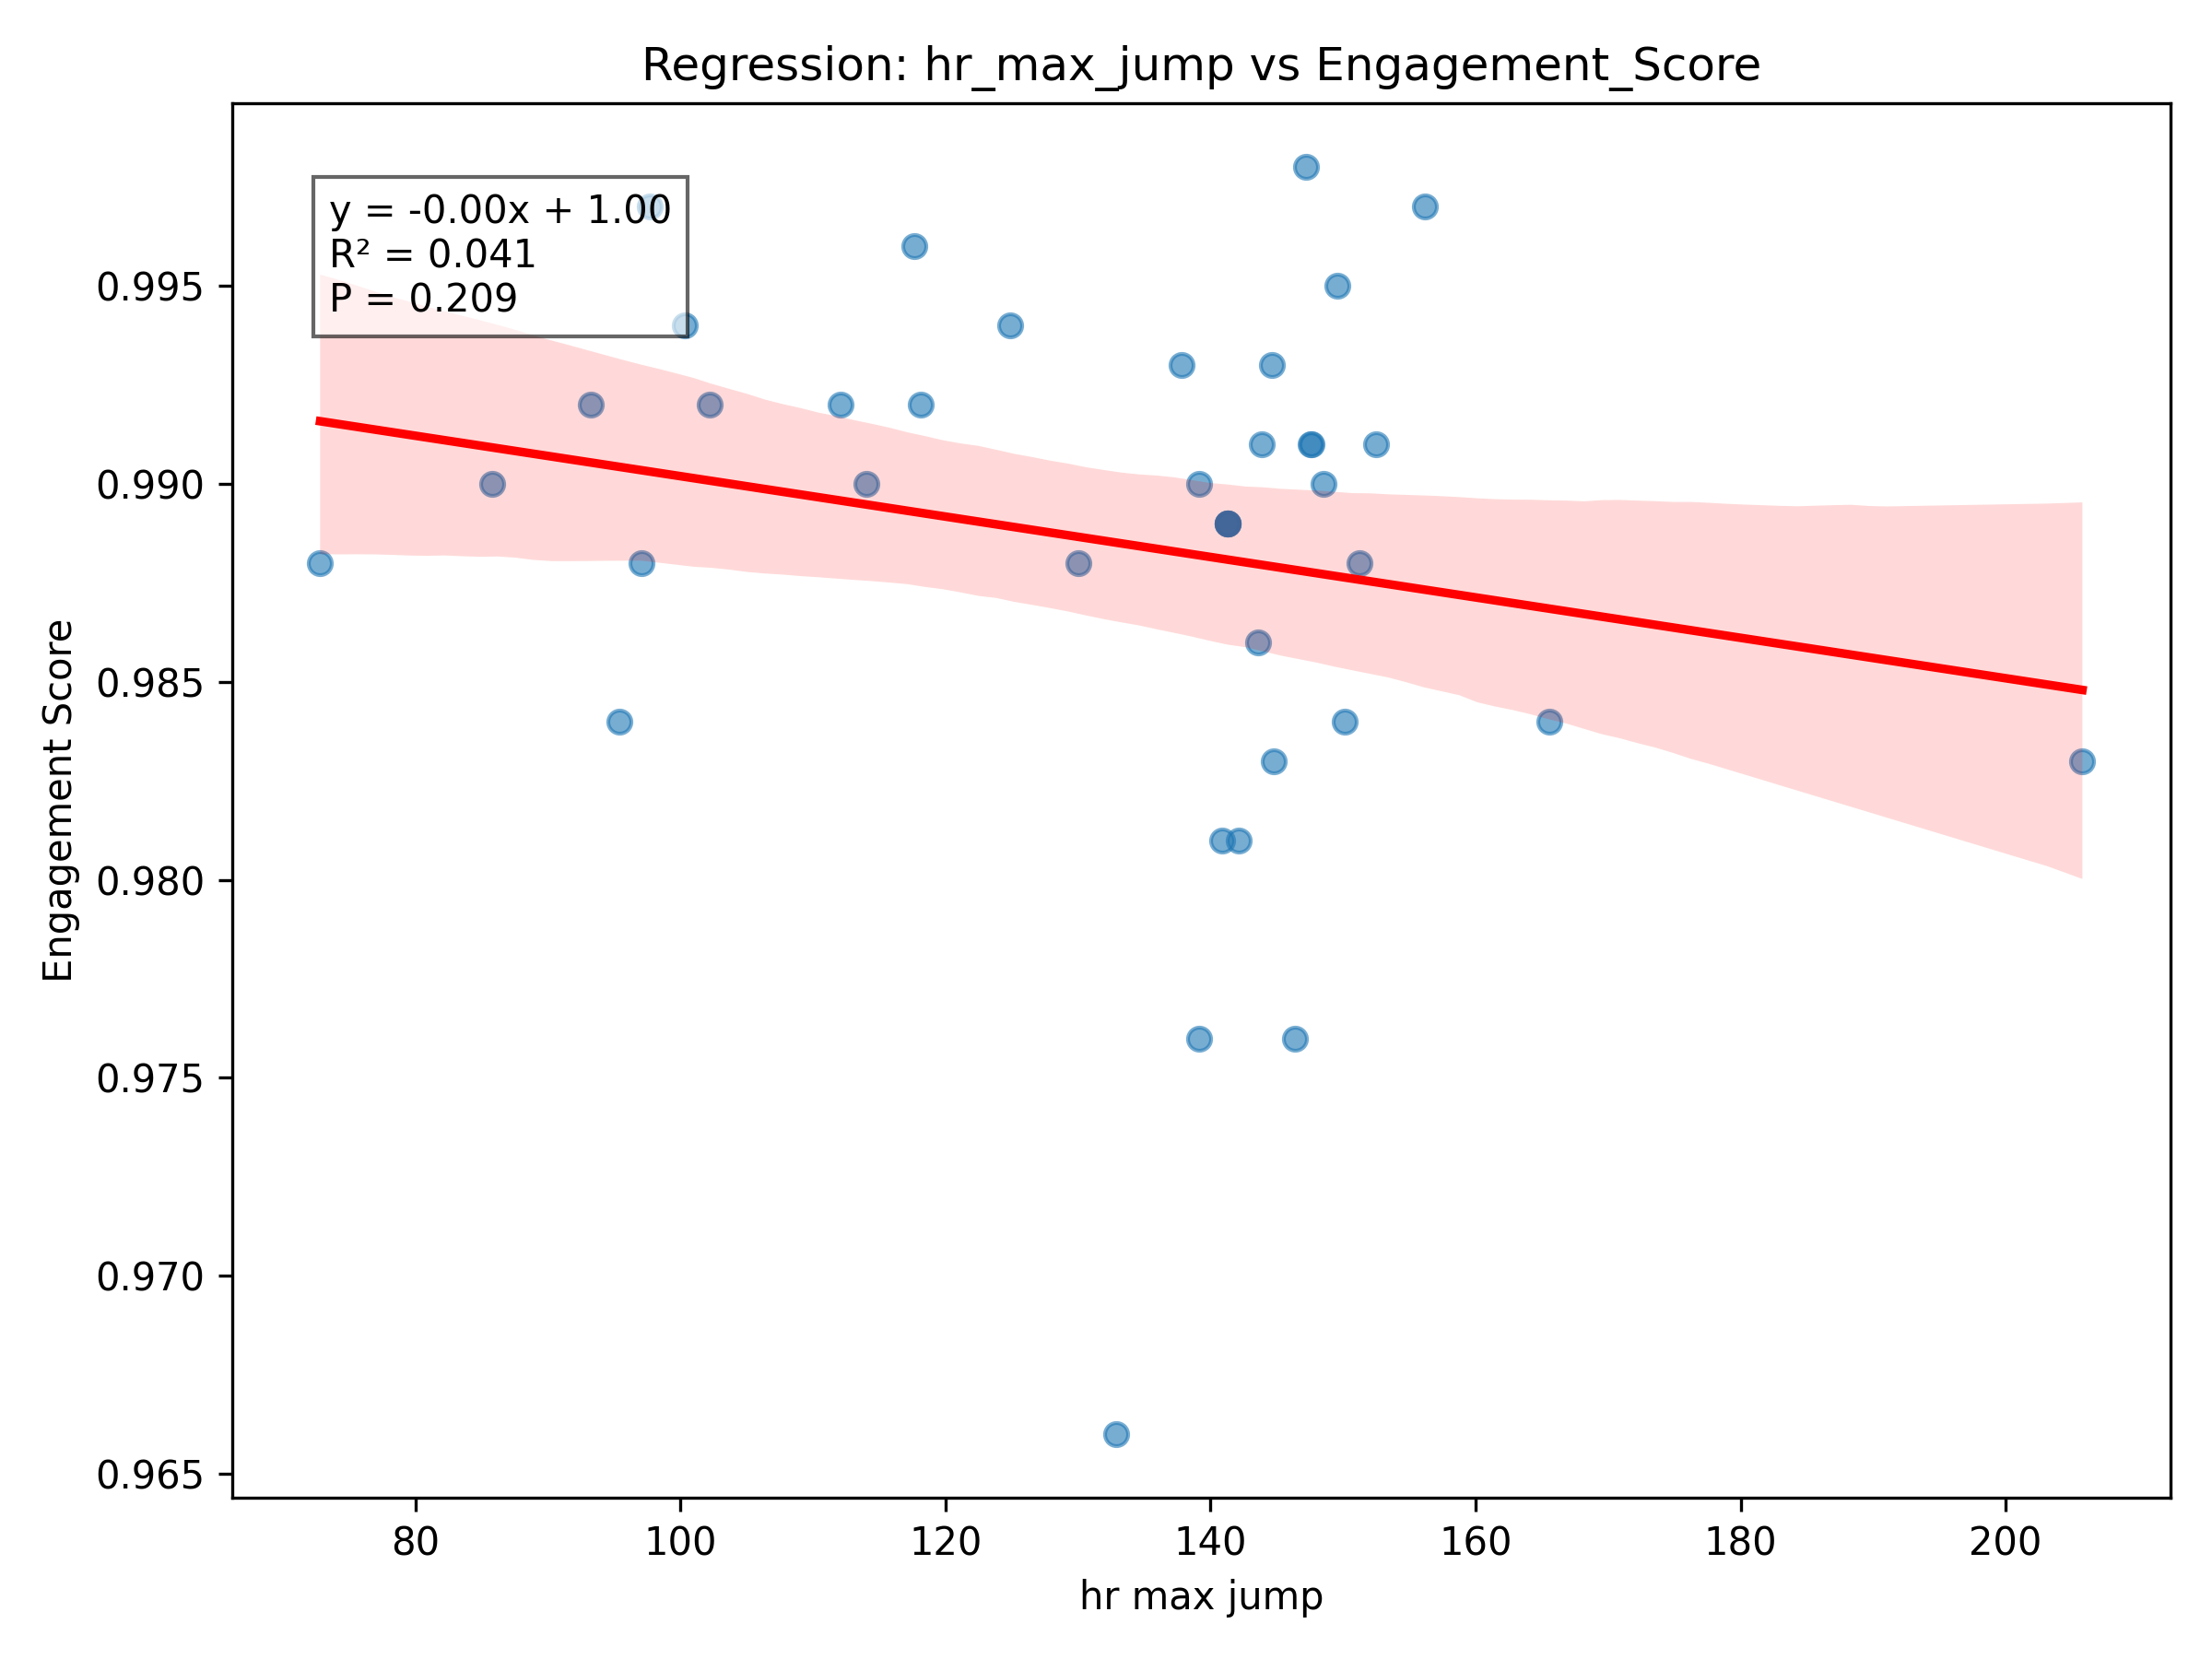 Regression: hr_max_jump vs Engagement_Score
y = -0.00x + 1.00
R² = 0.041
P = 0.209
Engagement Score
0.995
0.990
0.985
0.980
0.975
0.970
0.965
80 100 120 140 160 180 200
hr max jump